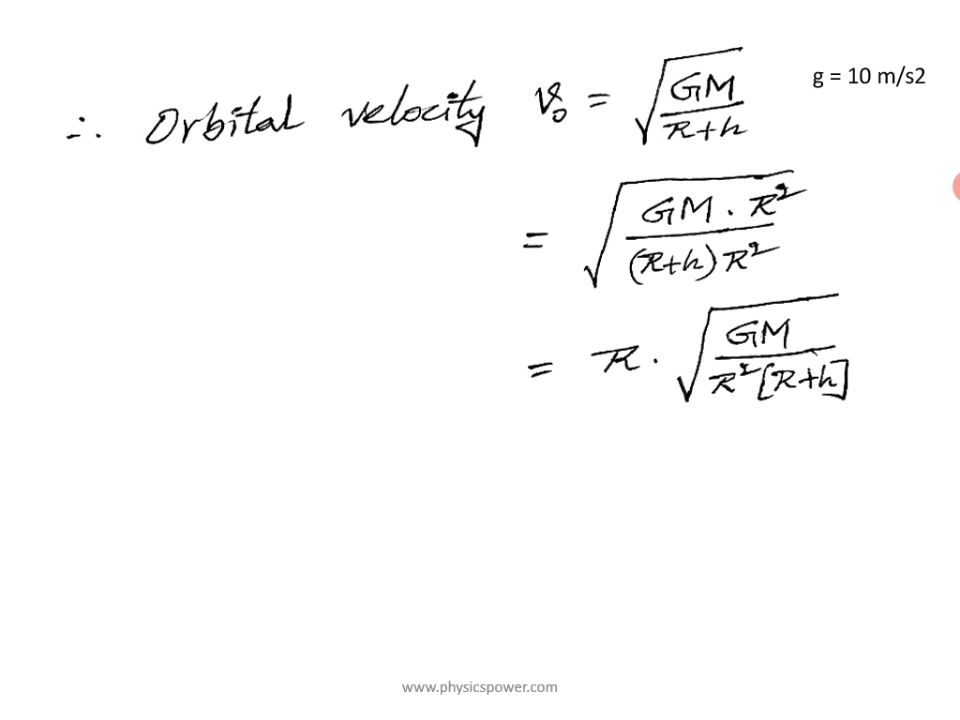 ∴ Orbital velocity v₀ = √(GM / R+h)
g = 10 m/s2
= √(GM . R² / (R+h) R²)
= R . √(GM / R² [R+h])
www.physicspower.com